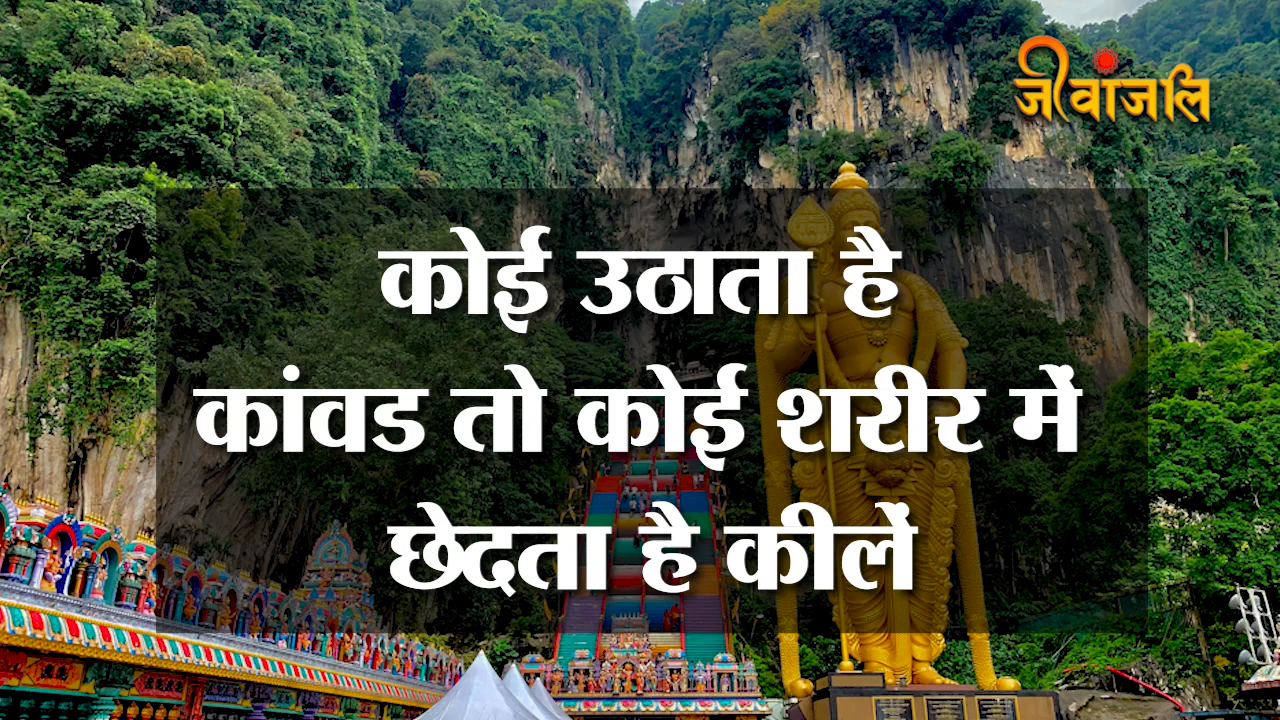 जीवांजलि
कोई उठाता है
कांवड तो कोई शरीर में
छेदता है कीलें